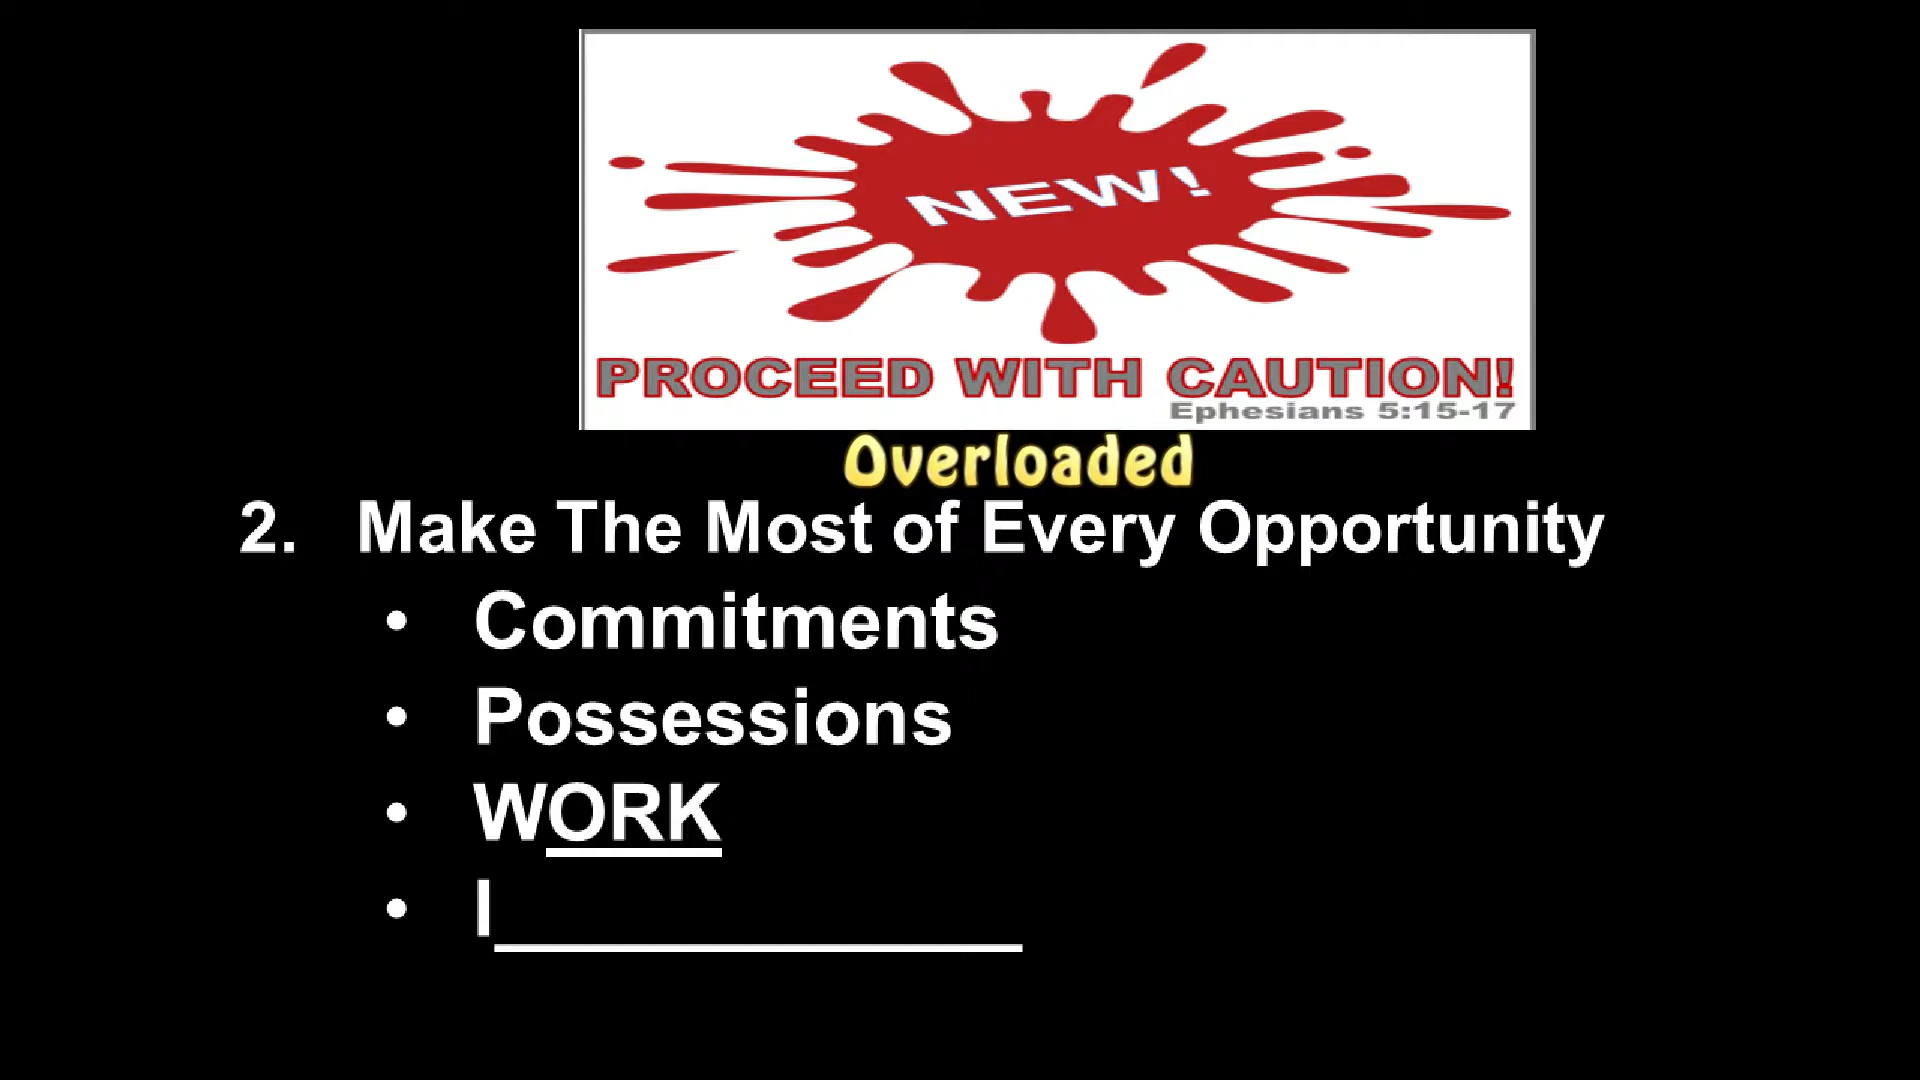 NEW!
PROCEED WITH CAUTION!
Ephesians 5:15-17
Overloaded
2. Make The Most of Every Opportunity
• Commitments
• Possessions
• WORK
• I____________